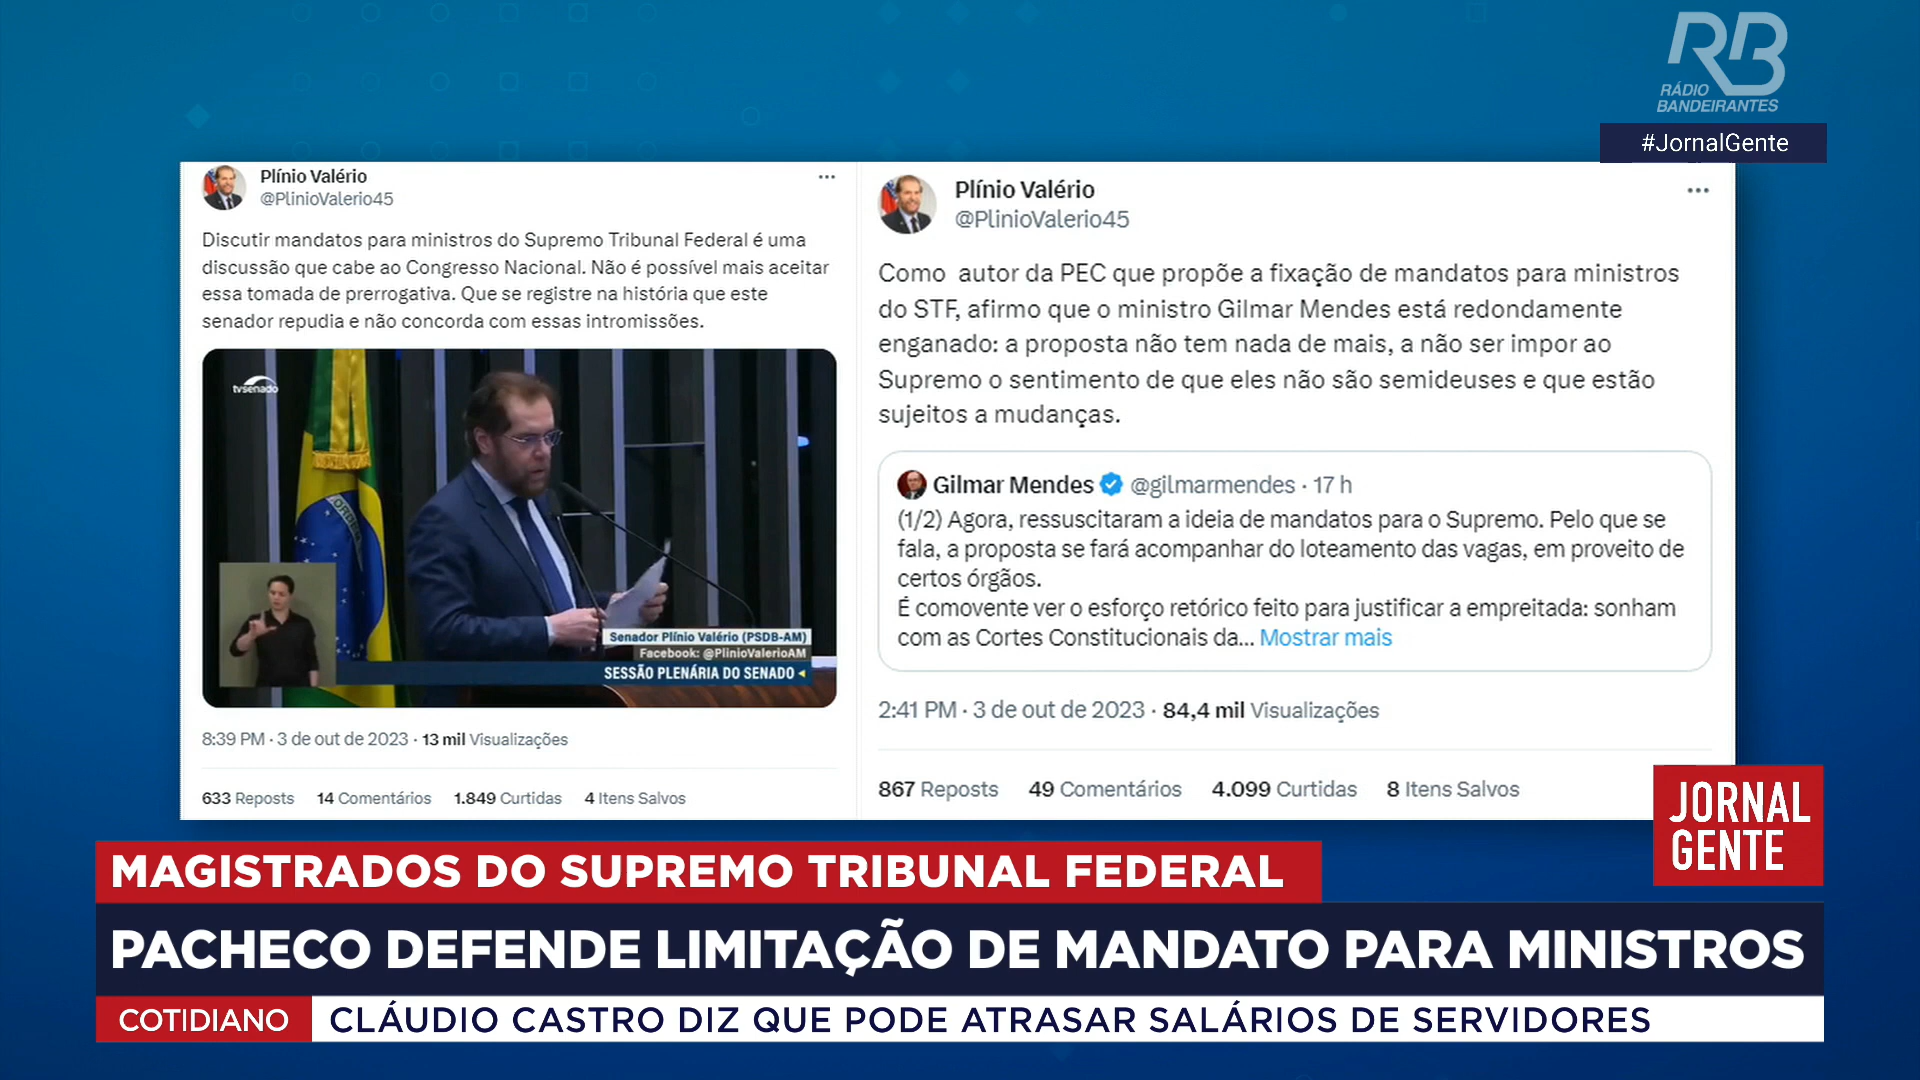 RB
RÁDIO
BANDEIRANTES
#JornalGente
Plínio Valério
@PlinioValerio45
Discutir mandatos para ministros do Supremo Tribunal Federal é uma
discussão que cabe ao Congresso Nacional. Não é possível mais aceitar
essa tomada de prerrogativa. Que se registre na história que este
senador repudia e não concorda com essas intromissões.
tvsenado
Senador Plínio Valério (PSDB-AM)
Facebook: @PlinioValerioAM
SESSÃO PLENÁRIA DO SENADO
8:39 PM · 3 de out de 2023 · 13 mil Visualizações
633 Reposts 14 Comentários 1.849 Curtidas 4 Itens Salvos
Plínio Valério
@PlinioValerio45
Como autor da PEC que propõe a fixação de mandatos para ministros
do STF, afirmo que o ministro Gilmar Mendes está redondamente
enganado: a proposta não tem nada de mais, a não ser impor ao
Supremo o sentimento de que eles não são semideuses e que estão
sujeitos a mudanças.
Gilmar Mendes @gilmarmendes · 17 h
(1/2) Agora, ressuscitaram a ideia de mandatos para o Supremo. Pelo que se
fala, a proposta se fará acompanhar do loteamento das vagas, em proveito de
certos órgãos.
É comovente ver o esforço retórico feito para justificar a empreitada: sonham
com as Cortes Constitucionais da... Mostrar mais
2:41 PM · 3 de out de 2023 · 84,4 mil Visualizações
867 Reposts 49 Comentários 4.099 Curtidas 8 Itens Salvos
JORNAL
GENTE
MAGISTRADOS DO SUPREMO TRIBUNAL FEDERAL
PACHECO DEFENDE LIMITAÇÃO DE MANDATO PARA MINISTROS
COTIDIANO CLÁUDIO CASTRO DIZ QUE PODE ATRASAR SALÁRIOS DE SERVIDORES